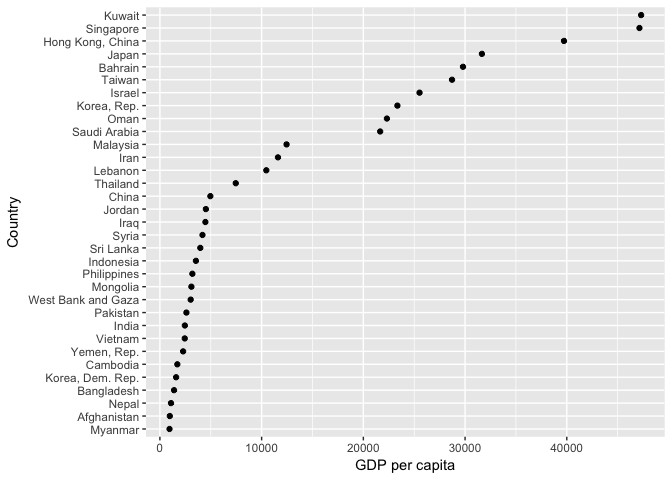 Kuwait
Singapore
Hong Kong, China
Japan
Bahrain
Taiwan
Israel
Korea, Rep.
Oman
Saudi Arabia
Malaysia
Iran
Lebanon
Thailand
China
Jordan
Iraq
Syria
Sri Lanka
Indonesia
Philippines
Mongolia
West Bank and Gaza
Pakistan
India
Vietnam
Yemen, Rep.
Cambodia
Korea, Dem. Rep.
Bangladesh
Nepal
Afghanistan
Myanmar
Country
0 10000 20000 30000 40000
GDP per capita